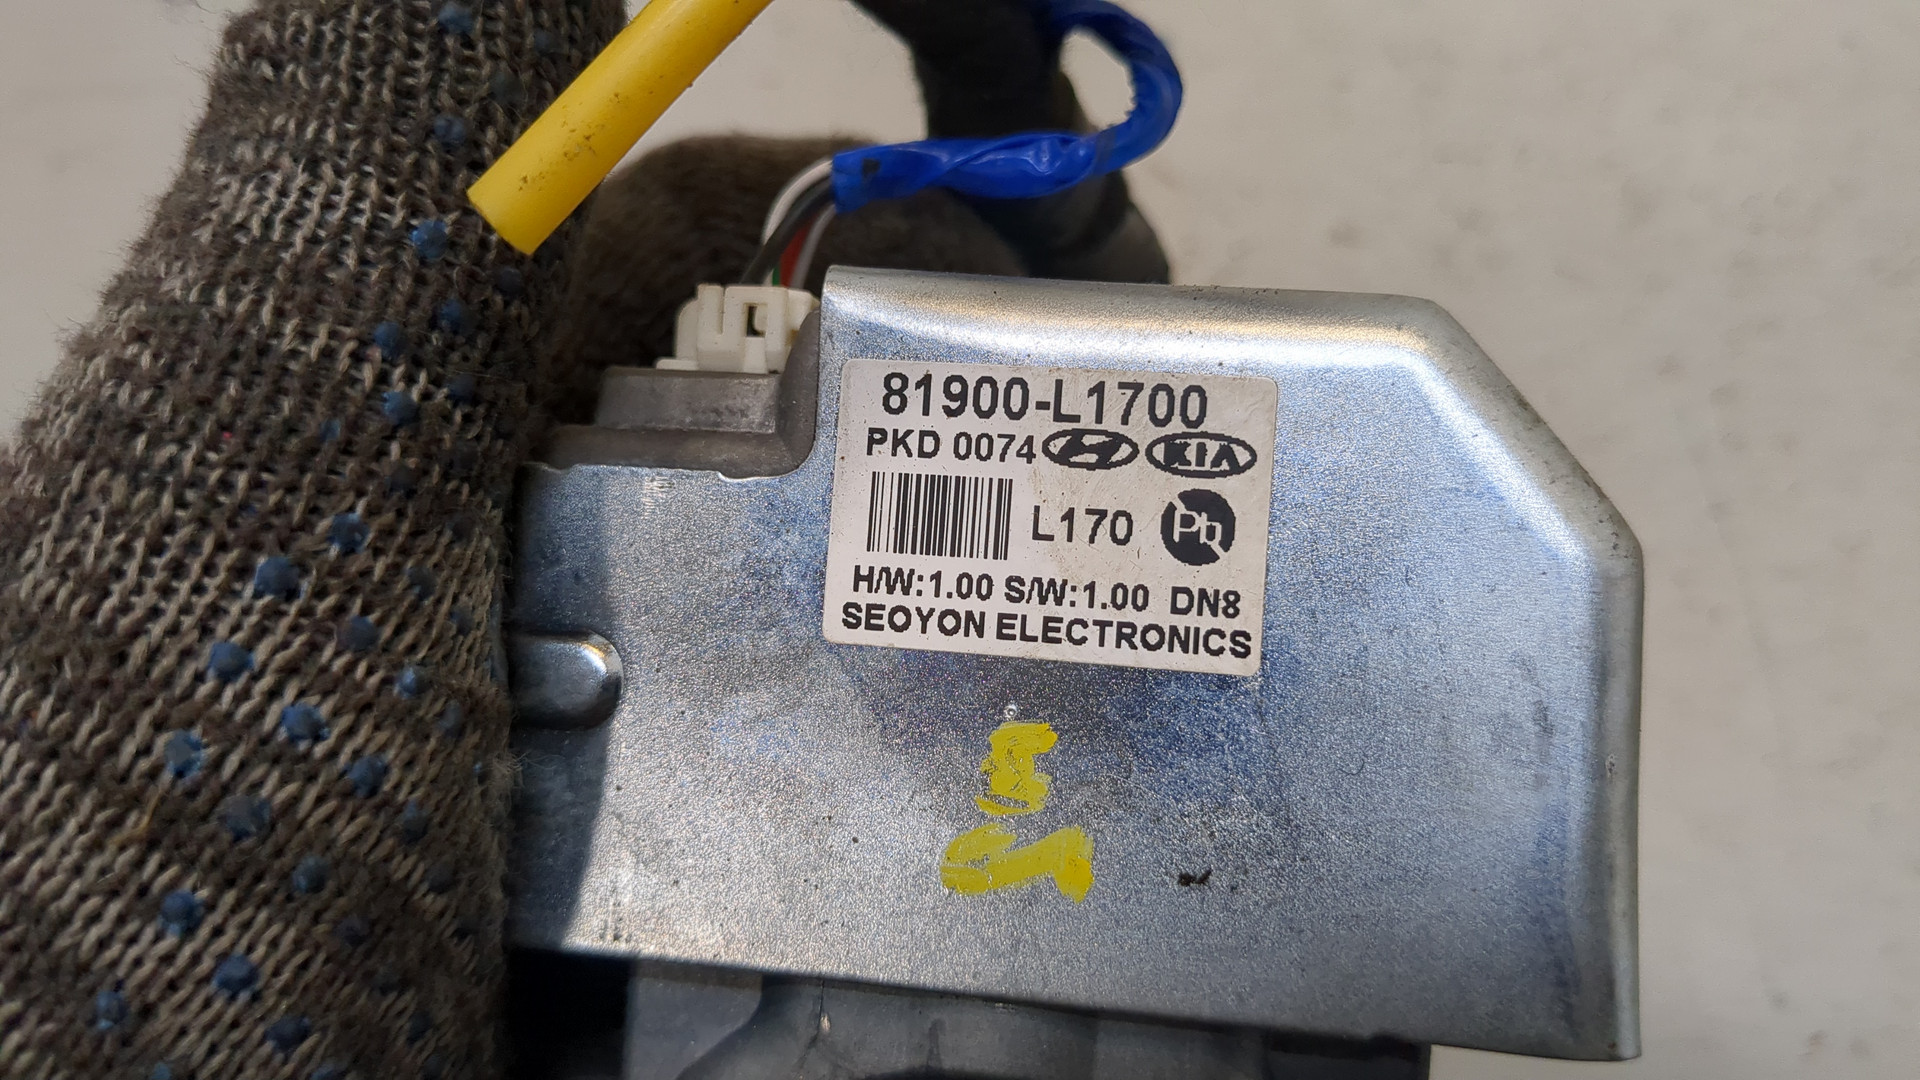 81900-L1700
PKD 0074 KIA
L170 Pb
H/W:1.00 S/W:1.00 DN8
SEOYON ELECTRONICS